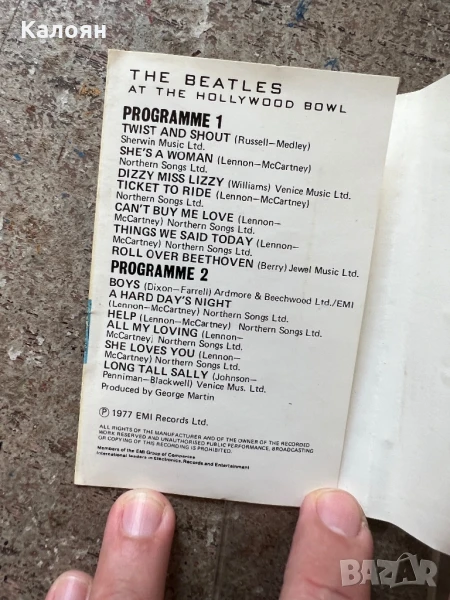 Калоян
THE BEATLES
AT THE HOLLYWOOD BOWL
PROGRAMME 1
TWIST AND SHOUT (Russell—Medley)
Sherwin Music Ltd.
SHE'S A WOMAN (Lennon—McCartney)
Northern Songs Ltd.
DIZZY MISS LIZZY (Williams) Venice Music Ltd.
TICKET TO RIDE (Lennon—McCartney)
Northern Songs Ltd.
CAN'T BUY ME LOVE (Lennon—
McCartney) Northern Songs Ltd.
THINGS WE SAID TODAY (Lennon—
McCartney) Northern Songs Ltd.
ROLL OVER BEETHOVEN (Berry) Jewel Music Ltd.
PROGRAMME 2
BOYS (Dixon—Farrell) Ardmore & Beechwood Ltd./EMI
A HARD DAY'S NIGHT
(Lennon—McCartney) Northern Songs Ltd.
HELP (Lennon—McCartney) Northern Songs Ltd.
ALL MY LOVING (Lennon—
McCartney) Northern Songs Ltd.
SHE LOVES YOU (Lennon—
McCartney) Northern Songs Ltd.
LONG TALL SALLY (Johnson—
Penniman—Blackwell) Venice Mus. Ltd.
Produced by George Martin
Ⓟ 1977 EMI Records Ltd.
ALL RIGHTS OF THE MANUFACTURER AND OF THE OWNER OF THE RECORDED
WORK RESERVED AND UNAUTHORISED PUBLIC PERFORMANCE, BROADCASTING
OR COPYING OF THIS RECORDING IS PROHIBITED.
Members of the EMI Group of Companies
International leaders in Electronics, Records and Entertainment
BAZAR